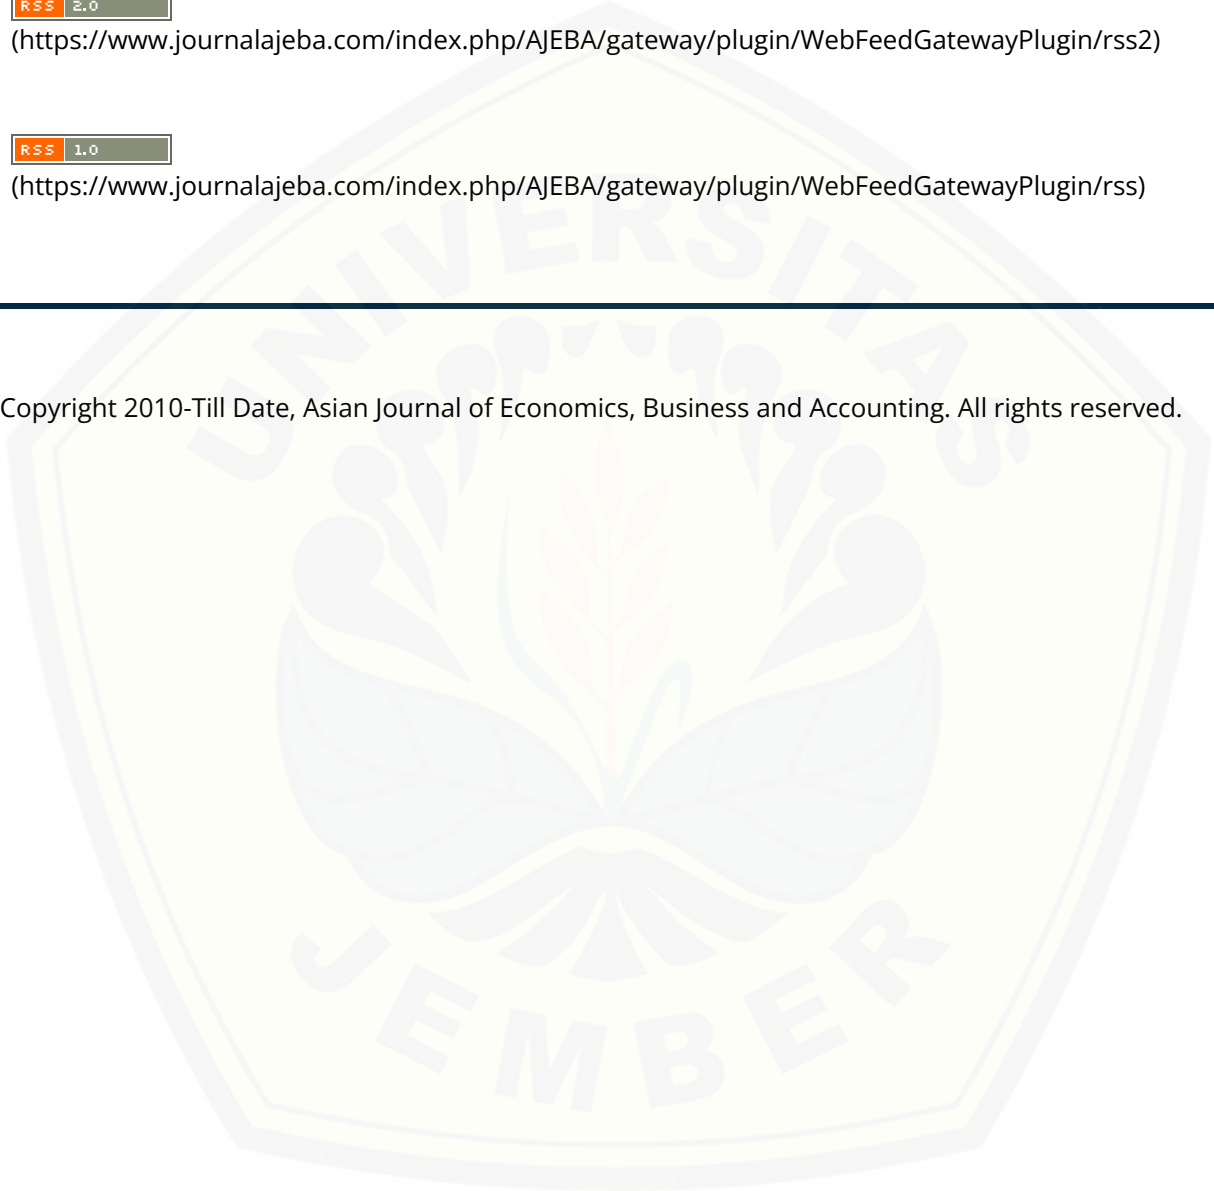 RSS 2.0
(https://www.journalajeba.com/index.php/AJEBA/gateway/plugin/WebFeedGatewayPlugin/rss2)
RSS 1.0
(https://www.journalajeba.com/index.php/AJEBA/gateway/plugin/WebFeedGatewayPlugin/rss)
UNIVERSITAS
Copyright 2010-Till Date, Asian Journal of Economics, Business and Accounting. All rights reserved.
JEMBER